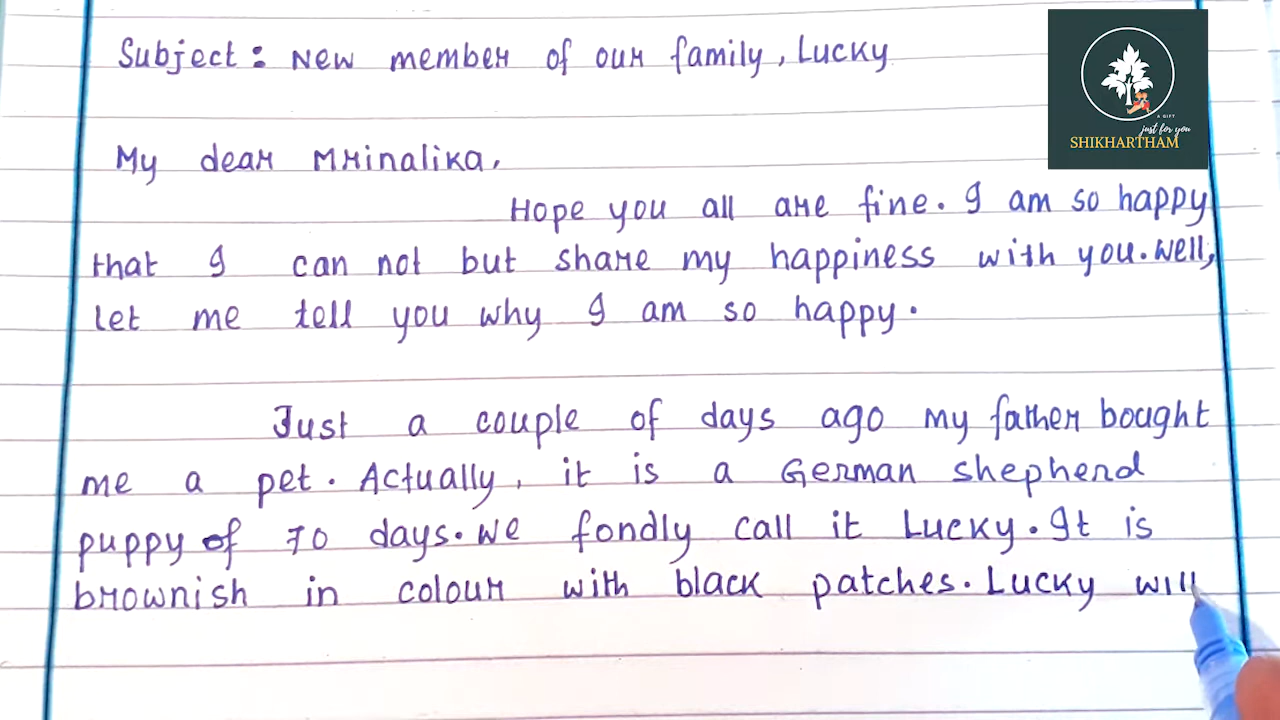 Subject: New member of our family, Lucky
A GIFT
just for you
SHIKHARTHAM
My dear Mrinalika,
Hope you all are fine. I am so happy
that I can not but share my happiness with you. Well,
let me tell you why I am so happy.
Just a couple of days ago my father bought
me a pet. Actually, it is a German shepherd
puppy of 70 days. We fondly call it Lucky. It is
brownish in colour with black patches. Lucky will